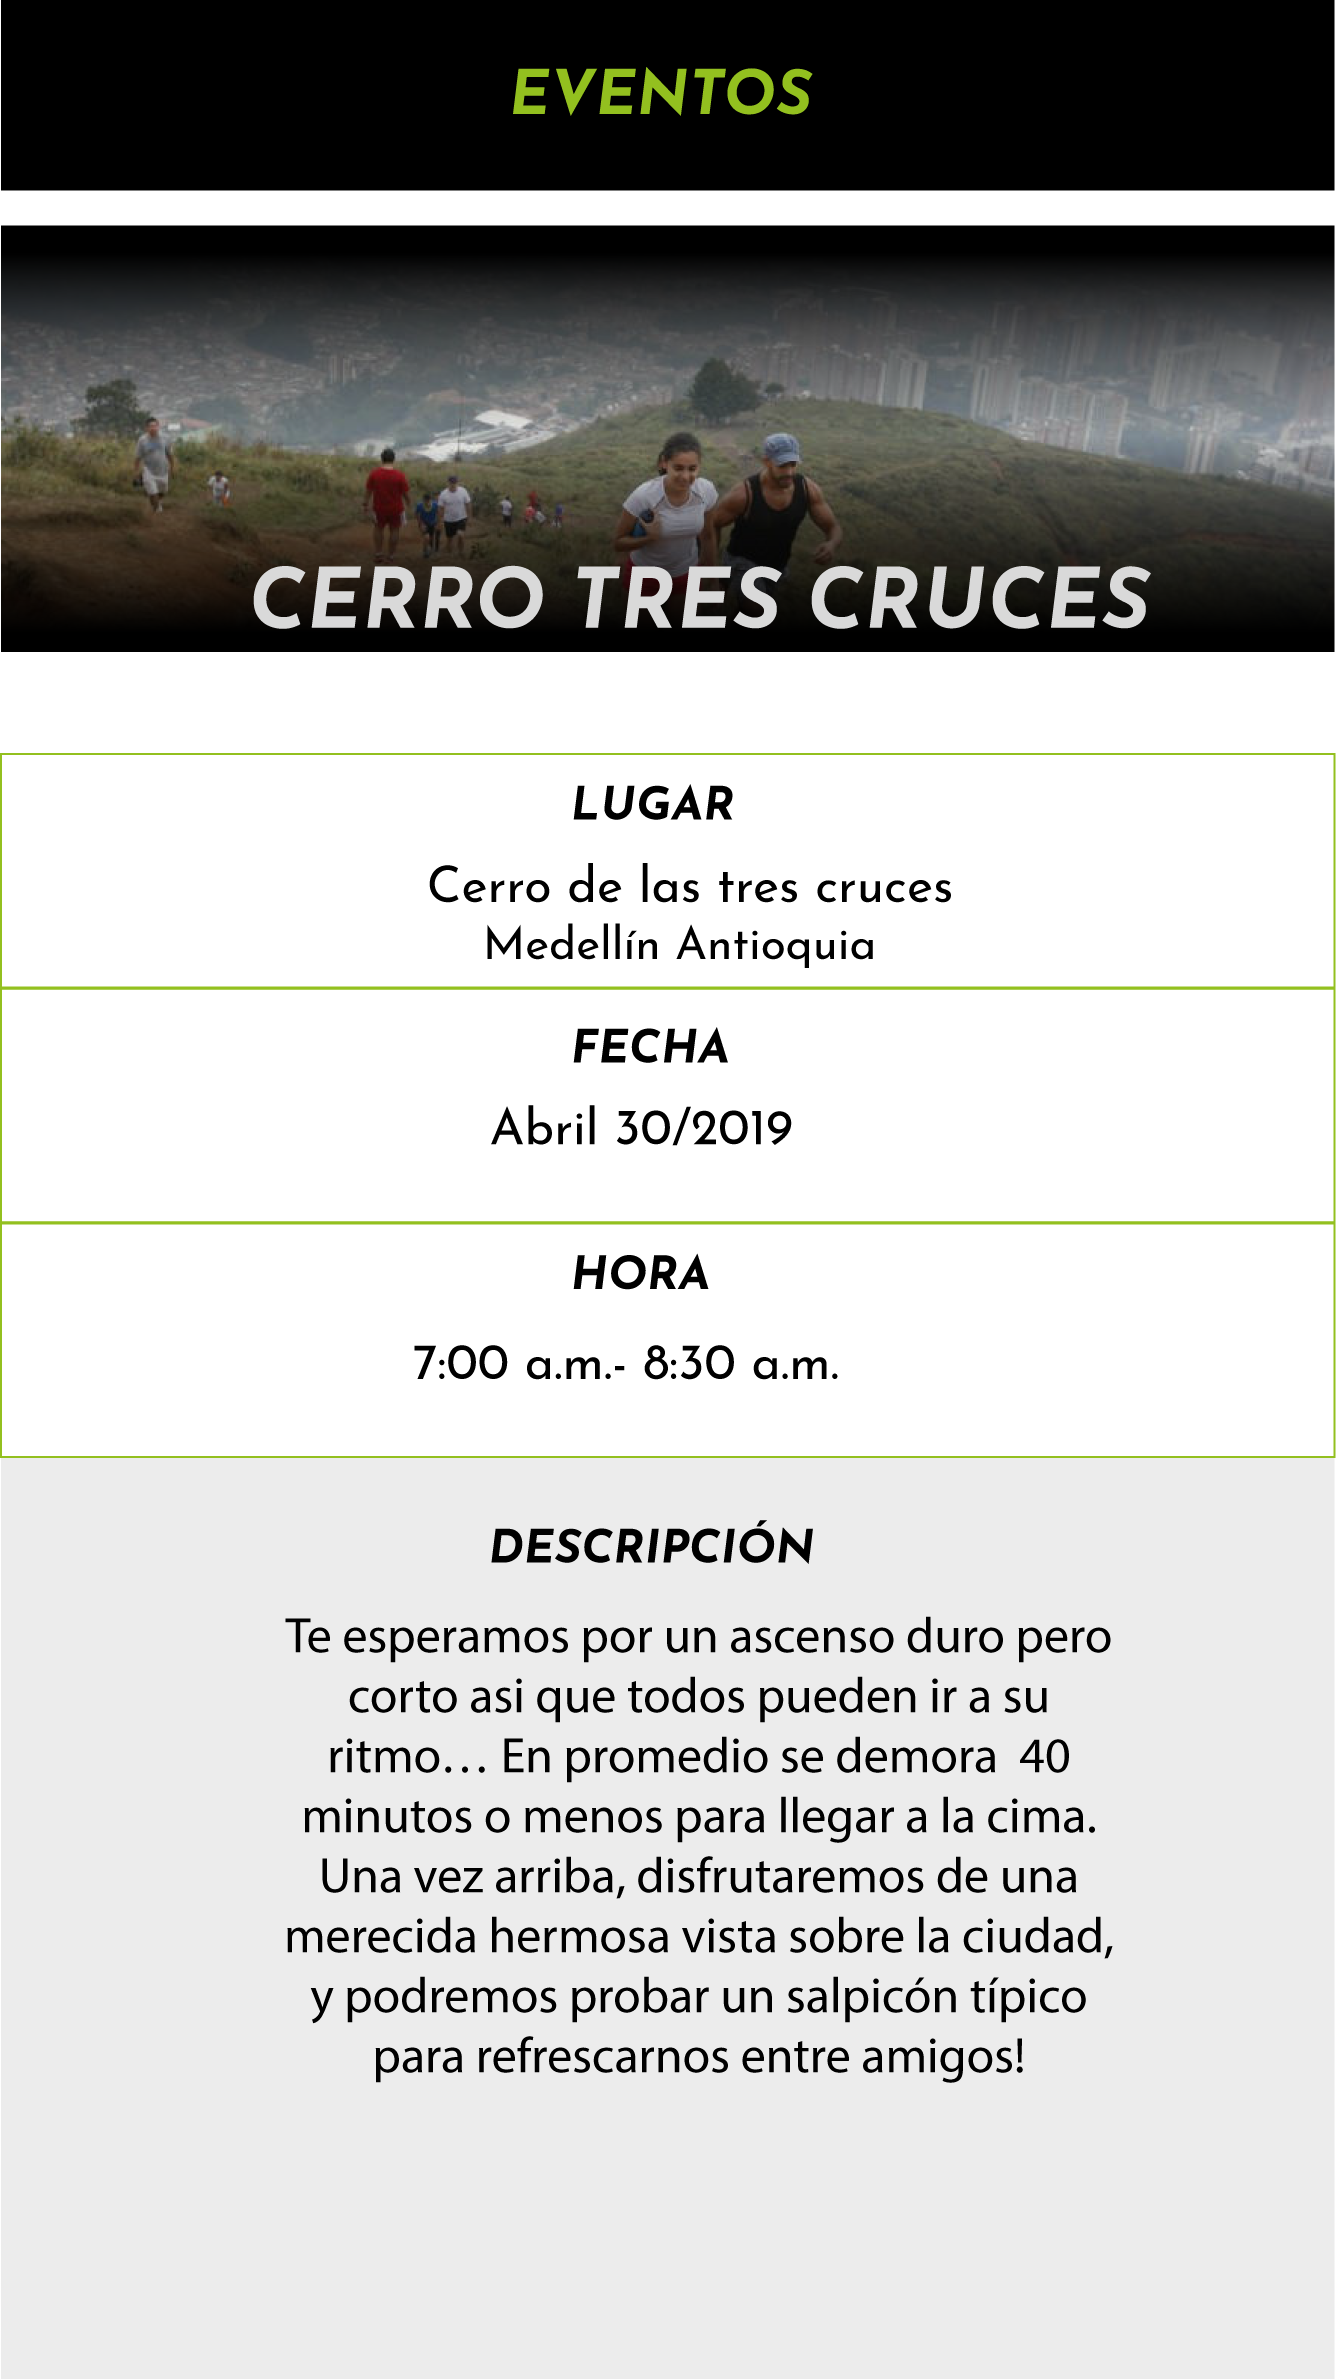 EVENTOS
CERRO TRES CRUCES
LUGAR
Cerro de las tres cruces
Medellín Antioquia
FECHA
Abril 30/2019
HORA
7:00 a.m.- 8:30 a.m.
DESCRIPCIÓN
Te esperamos por un ascenso duro pero
corto asi que todos pueden ir a su
ritmo… En promedio se demora  40
minutos o menos para llegar a la cima.
Una vez arriba, disfrutaremos de una
merecida hermosa vista sobre la ciudad,
y podremos probar un salpicón típico
para refrescarnos entre amigos!